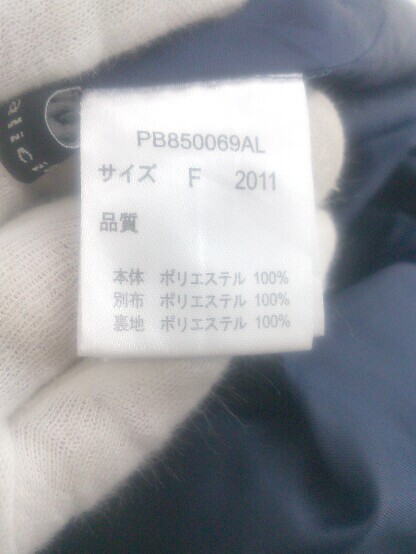 PB850069AL
サイズ F 2011
品質
本体 ポリエステル 100%
別布 ポリエステル 100%
裏地 ポリエステル 100%